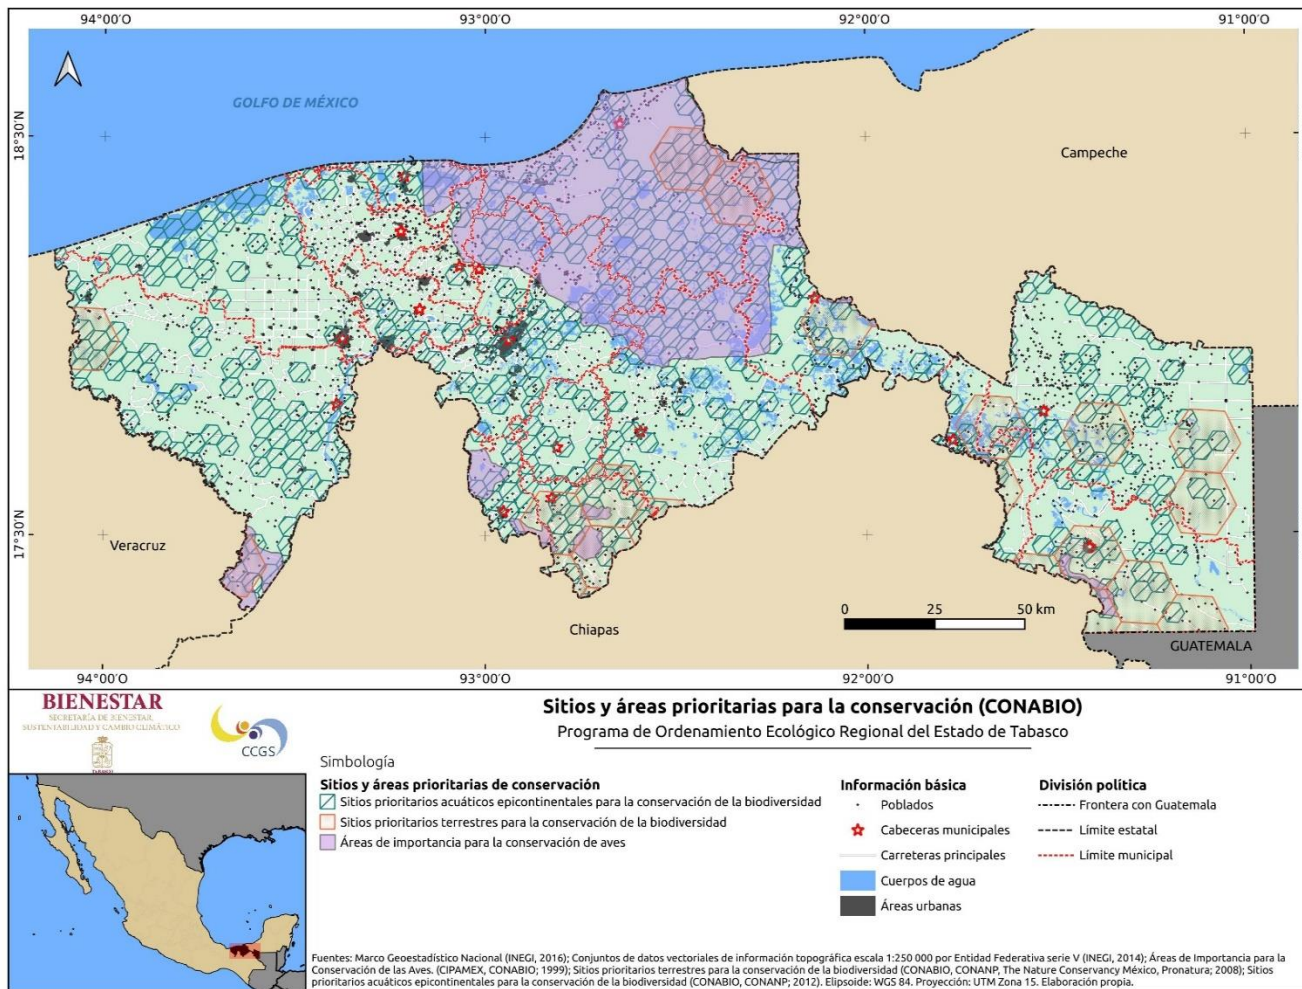 94°00'O 93°00'O 92°00'O 91°00'O
18°30'N
GOLFO DE MÉXICO
Campeche
17°30'N
Veracruz
Chiapas
0 25 50 km
GUATEMALA
94°00'O 93°00'O 92°00'O 91°00'O
BIENESTAR
SECRETARÍA DE BIENESTAR,
SUSTENTABILIDAD Y CAMBIO CLIMÁTICO
TABASCO
CCGS
Sitios y áreas prioritarias para la conservación (CONABIO)
Programa de Ordenamiento Ecológico Regional del Estado de Tabasco
Simbología
Sitios y áreas prioritarias de conservación
Sitios prioritarios acuáticos epicontinentales para la conservación de la biodiversidad
Sitios prioritarios terrestres para la conservación de la biodiversidad
Áreas de importancia para la conservación de aves
Información básica
Poblados
Cabeceras municipales
Carreteras principales
Cuerpos de agua
Áreas urbanas
División política
Frontera con Guatemala
Límite estatal
Límite municipal
Fuentes: Marco Geoestadístico Nacional (INEGI, 2016); Conjuntos de datos vectoriales de información topográfica escala 1:250 000 por Entidad Federativa serie V (INEGI, 2014); Áreas de Importancia para la
Conservación de las Aves. (CIPAMEX, CONABIO; 1999); Sitios prioritarios terrestres para la conservación de la biodiversidad (CONABIO, CONANP, The Nature Conservancy México, Pronatura; 2008); Sitios
prioritarios acuáticos epicontinentales para la conservación de la biodiversidad (CONABIO, CONANP; 2012). Elipsoide: WGS 84. Proyección: UTM Zona 15. Elaboración propia.